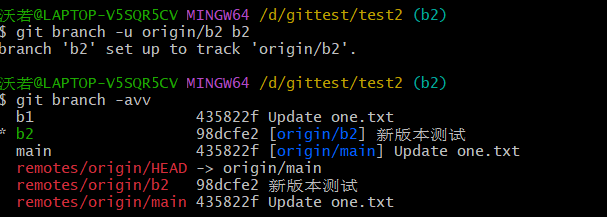 沃若@LAPTOP-V5SQR5CV MINGW64 /d/gittest/test2 (b2)
$ git branch -u origin/b2 b2
branch 'b2' set up to track 'origin/b2'.
沃若@LAPTOP-V5SQR5CV MINGW64 /d/gittest/test2 (b2)
$ git branch -avv
b1 435822f Update one.txt
* b2 98dcfe2 [origin/b2] 新版本测试
main 435822f [origin/main] Update one.txt
remotes/origin/HEAD -> origin/main
remotes/origin/b2 98dcfe2 新版本测试
remotes/origin/main 435822f Update one.txt